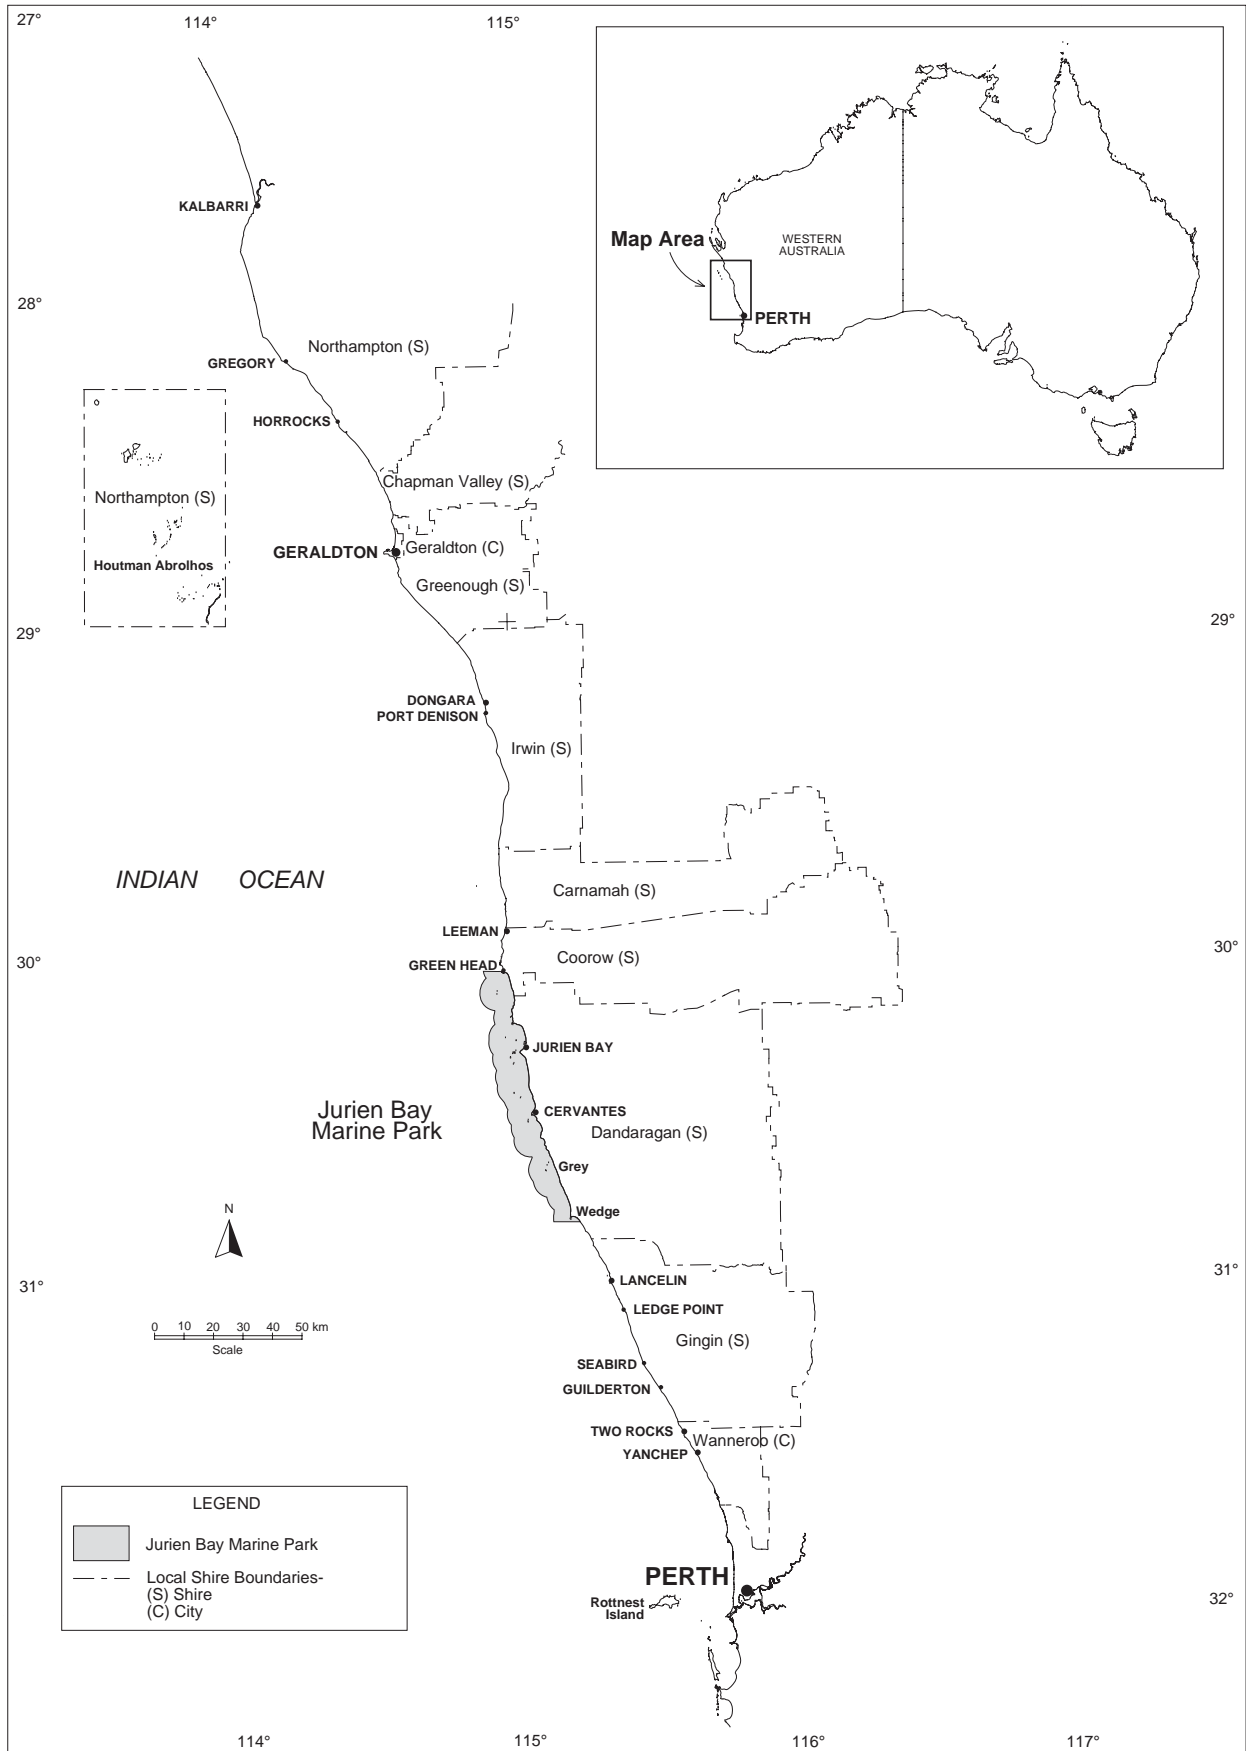 27°
114°
115°
KALBARRI
Map Area
WESTERN
AUSTRALIA
PERTH
28°
Northampton (S)
GREGORY
HORROCKS
Chapman Valley (S)
Northampton (S)
GERALDTON
Geraldton (C)
Houtman Abrolhos
Greenough (S)
29°
29°
DONGARA
PORT DENISON
Irwin (S)
INDIAN OCEAN
Carnamah (S)
LEEMAN
Coorow (S)
30°
30°
GREEN HEAD
JURIEN BAY
Jurien Bay
Marine Park
CERVANTES
Dandaragan (S)
Grey
Wedge
N
31°
31°
LANCELIN
LEDGE POINT
0 10 20 30 40 50 km
Scale
Gingin (S)
SEABIRD
GUILDERTON
TWO ROCKS
Wanneroo (C)
YANCHEP
LEGEND
Jurien Bay Marine Park
Local Shire Boundaries-
(S) Shire
(C) City
PERTH
Rottnest
Island
32°
114°
115°
116°
117°